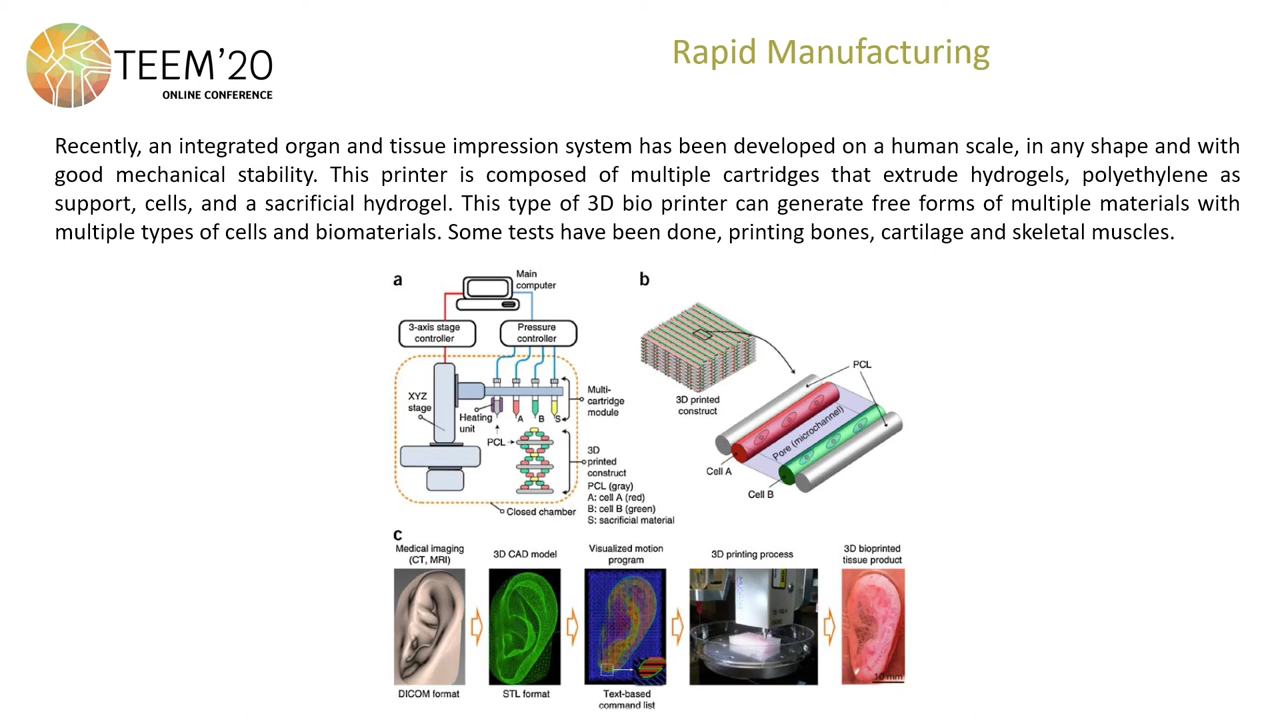 TEEM'20
ONLINE CONFERENCE
Rapid Manufacturing
Recently, an integrated organ and tissue impression system has been developed on a human scale, in any shape and with
good mechanical stability. This printer is composed of multiple cartridges that extrude hydrogels, polyethylene as
support, cells, and a sacrificial hydrogel. This type of 3D bio printer can generate free forms of multiple materials with
multiple types of cells and biomaterials. Some tests have been done, printing bones, cartilage and skeletal muscles.
a
Main
computer
3-axis stage
controller
Pressure
controller
XYZ
stage
Heating
unit
A
B
S
Multi-
cartridge
module
PCL
3D
printed
construct
PCL (gray)
A: cell A (red)
B: cell B (green)
S: sacrificial material
Closed chamber
b
3D printed
construct
PCL
Pore (microchannel)
Cell A
Cell B
c
Medical imaging
(CT, MRI)
3D CAD model
Visualized motion
program
3D printing process
3D bioprinted
tissue product
10 mm
DICOM format
STL format
Text-based
command list